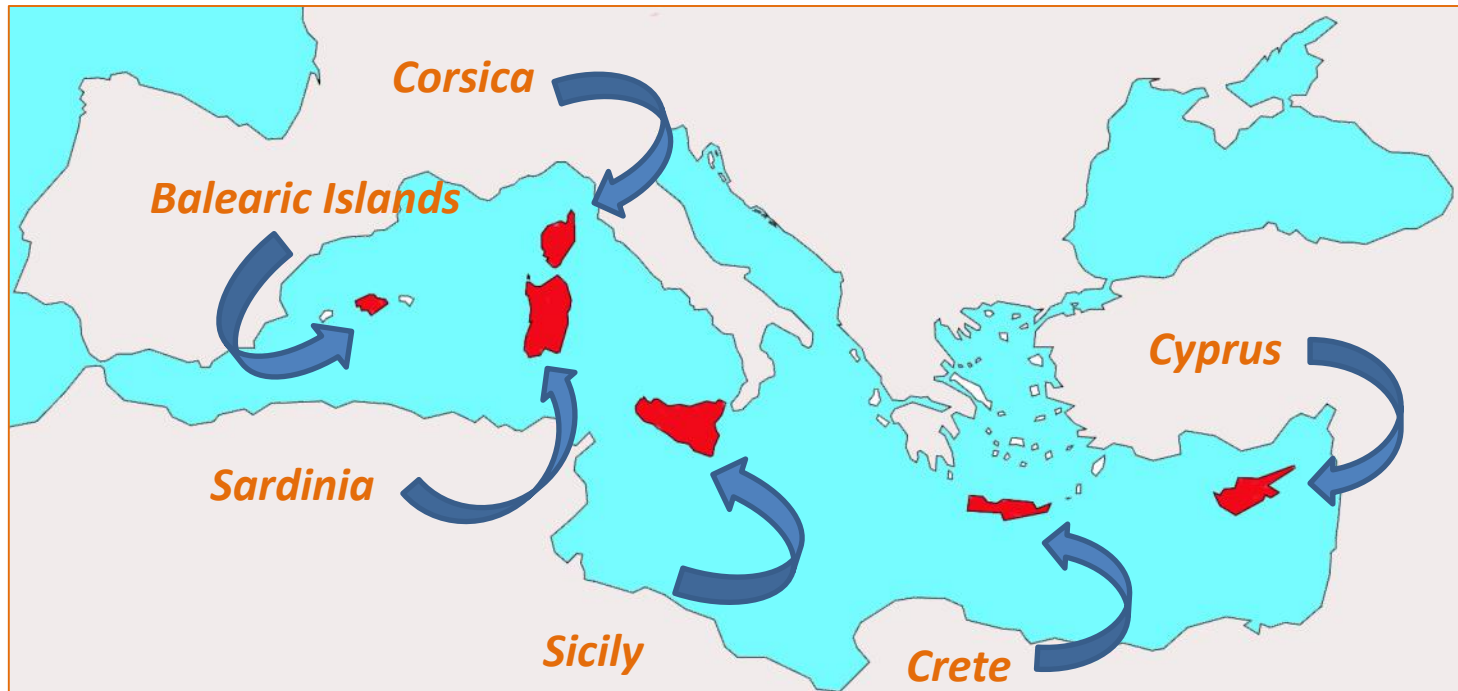 Corsica
Balearic Islands
Cyprus
Sardinia
Sicily
Crete